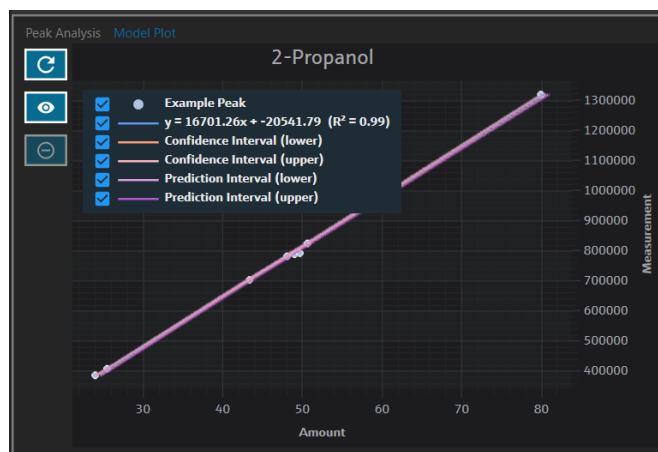 Peak Analysis Model Plot
2-Propanol
Example Peak
y = 16701.26x + -20541.79 (R² = 0.99)
Confidence Interval (lower)
Confidence Interval (upper)
Prediction Interval (lower)
Prediction Interval (upper)
1300000
1200000
1100000
1000000
900000
800000
700000
600000
500000
400000
Measurement
30 40 50 60 70 80
Amount